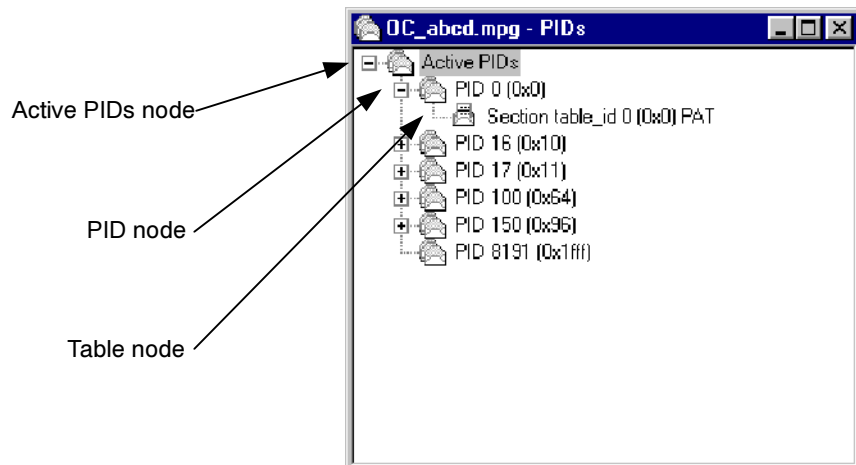 OC_abcd.mpg - PIDs
Active PIDs
PID 0 (0x0)
Section table_id 0 (0x0) PAT
PID 16 (0x10)
PID 17 (0x11)
PID 100 (0x64)
PID 150 (0x96)
PID 8191 (0x1fff)
Active PIDs node
PID node
Table node